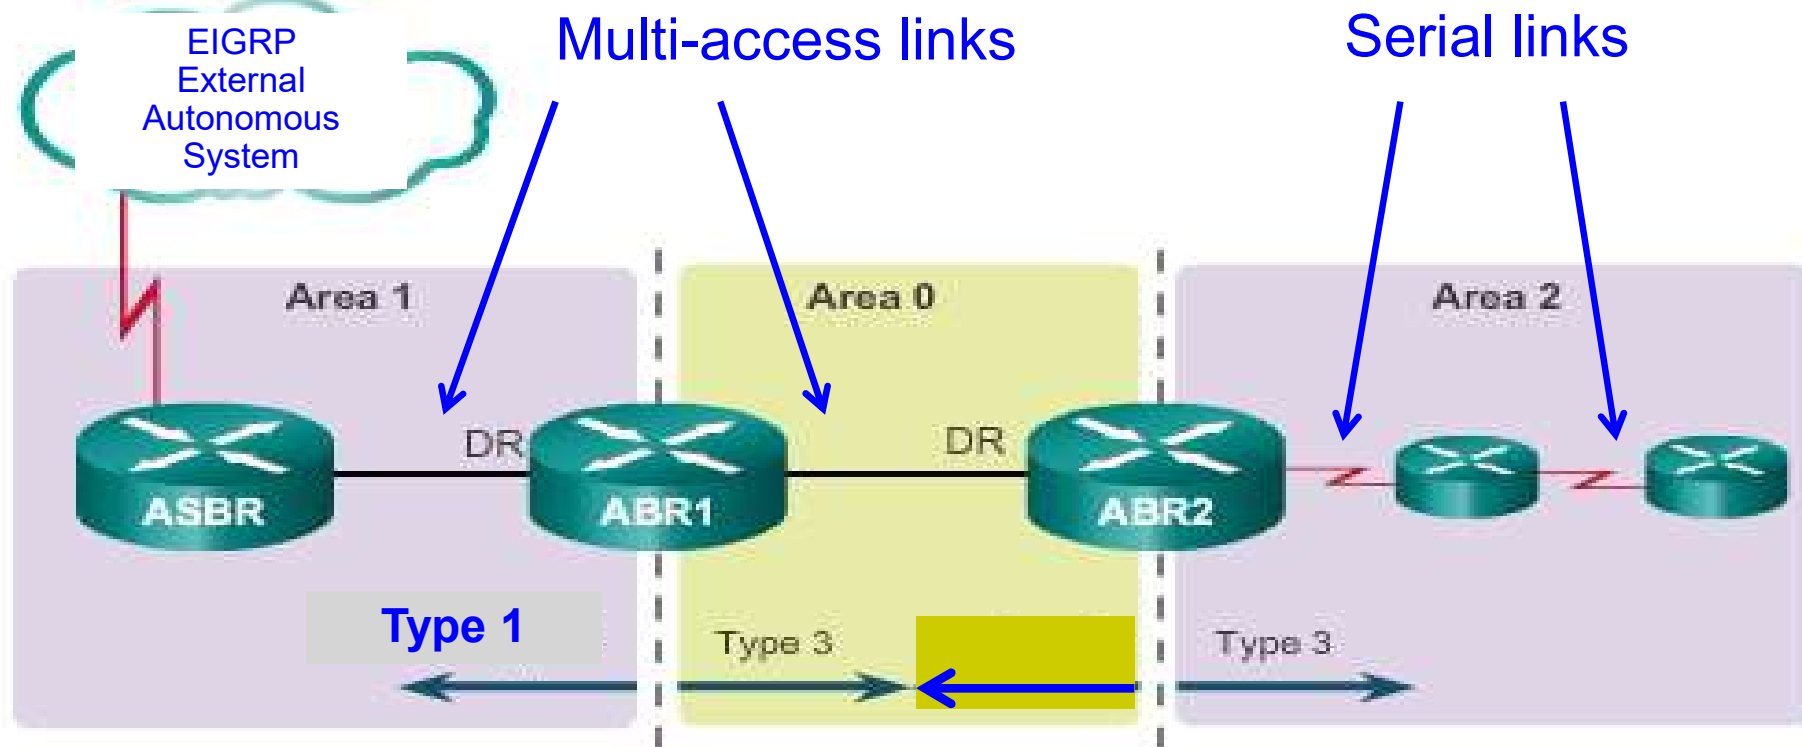 EIGRP
External
Autonomous
System
Multi-access links
Serial links
Area 1
Area 0
Area 2
DR
DR
ASBR
ABR1
ABR2
Type 1
Type 3
Type 3